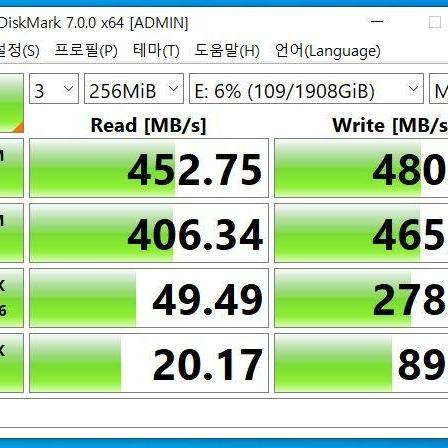 DiskMark 7.0.0 x64 [ADMIN]
설정(S) 프로필(P) 테마(T) 도움말(H) 언어(Language)
3 256MiB E: 6% (109/1908GiB) M
Read [MB/s] Write [MB/s
452.75 480
406.34 465
49.49 278
6
20.17 89